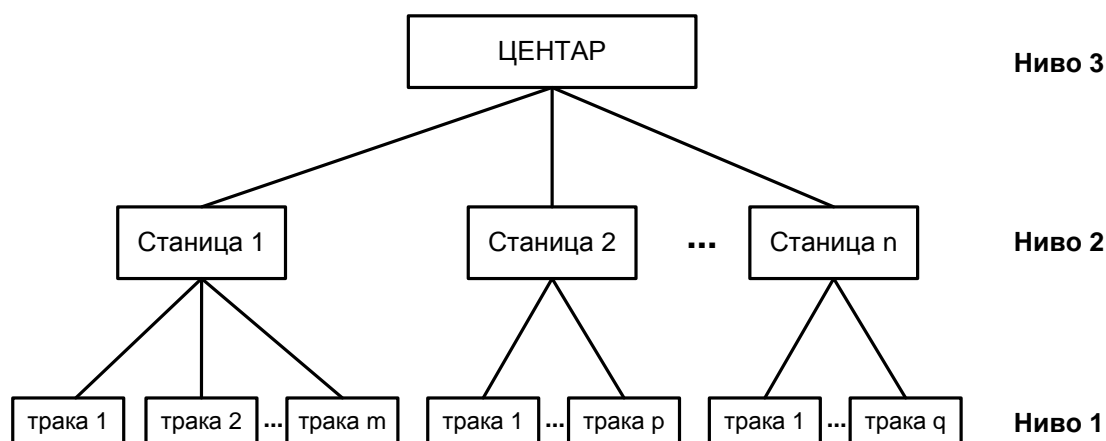 ЦЕНТАР
Ниво 3
Станица 1
Станица 2
...
Станица n
Ниво 2
трака 1
трака 2
...
трака m
трака 1
...
трака p
трака 1
...
трака q
Ниво 1